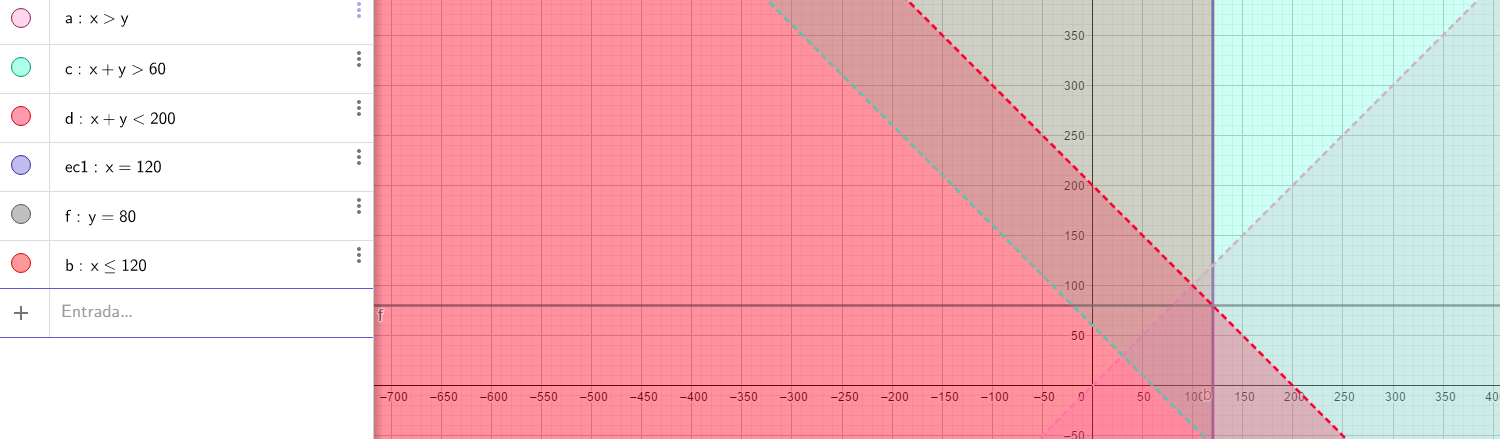 a : x > y
c : x + y > 60
d : x + y < 200
ec1 : x = 120
f : y = 80
b : x ≤ 120
+ Entrada...
350
300
250
200
150
100
f
50
−700 −650 −600 −550 −500 −450 −400 −350 −300 −250 −200 −150 −100 −50 0 50 100 b 150 200 250 300 350 40
−50